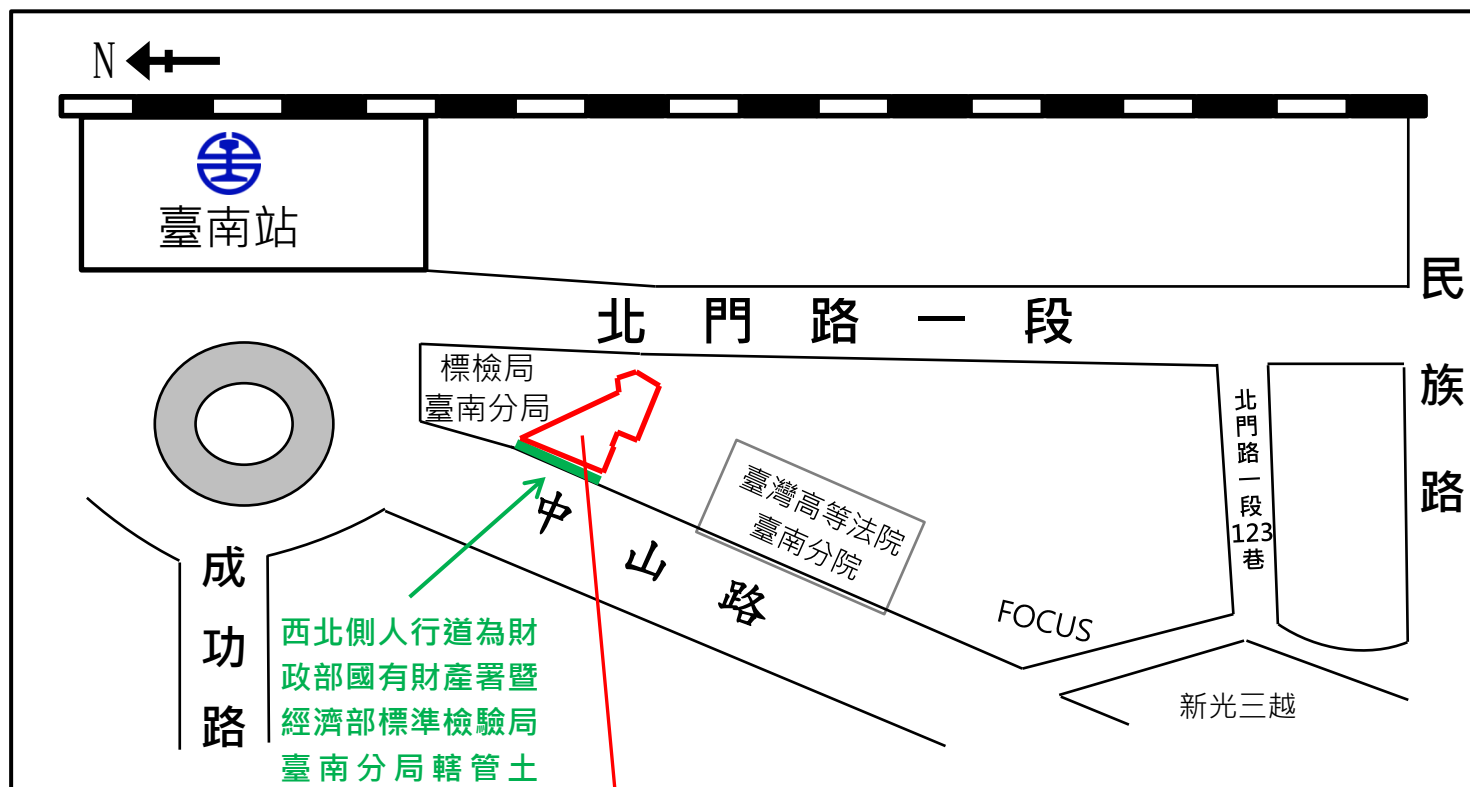 N
臺南站
北門路一段
民族路
標檢局
臺南分局
北門路一段123巷
臺灣高等法院
臺南分院
中山路
成功路
FOCUS
新光三越
西北側人行道為財
政部國有財產署暨
經濟部標準檢驗局
臺南分局轄管土